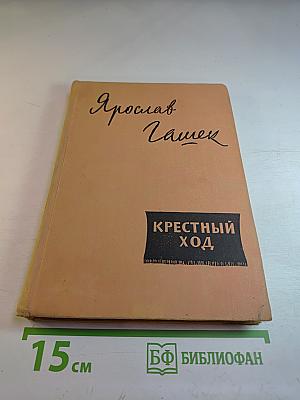 Ярослав
Гашек
КРЕСТНЫЙ
ХОД
15 см
БФ БИБЛИОФАН